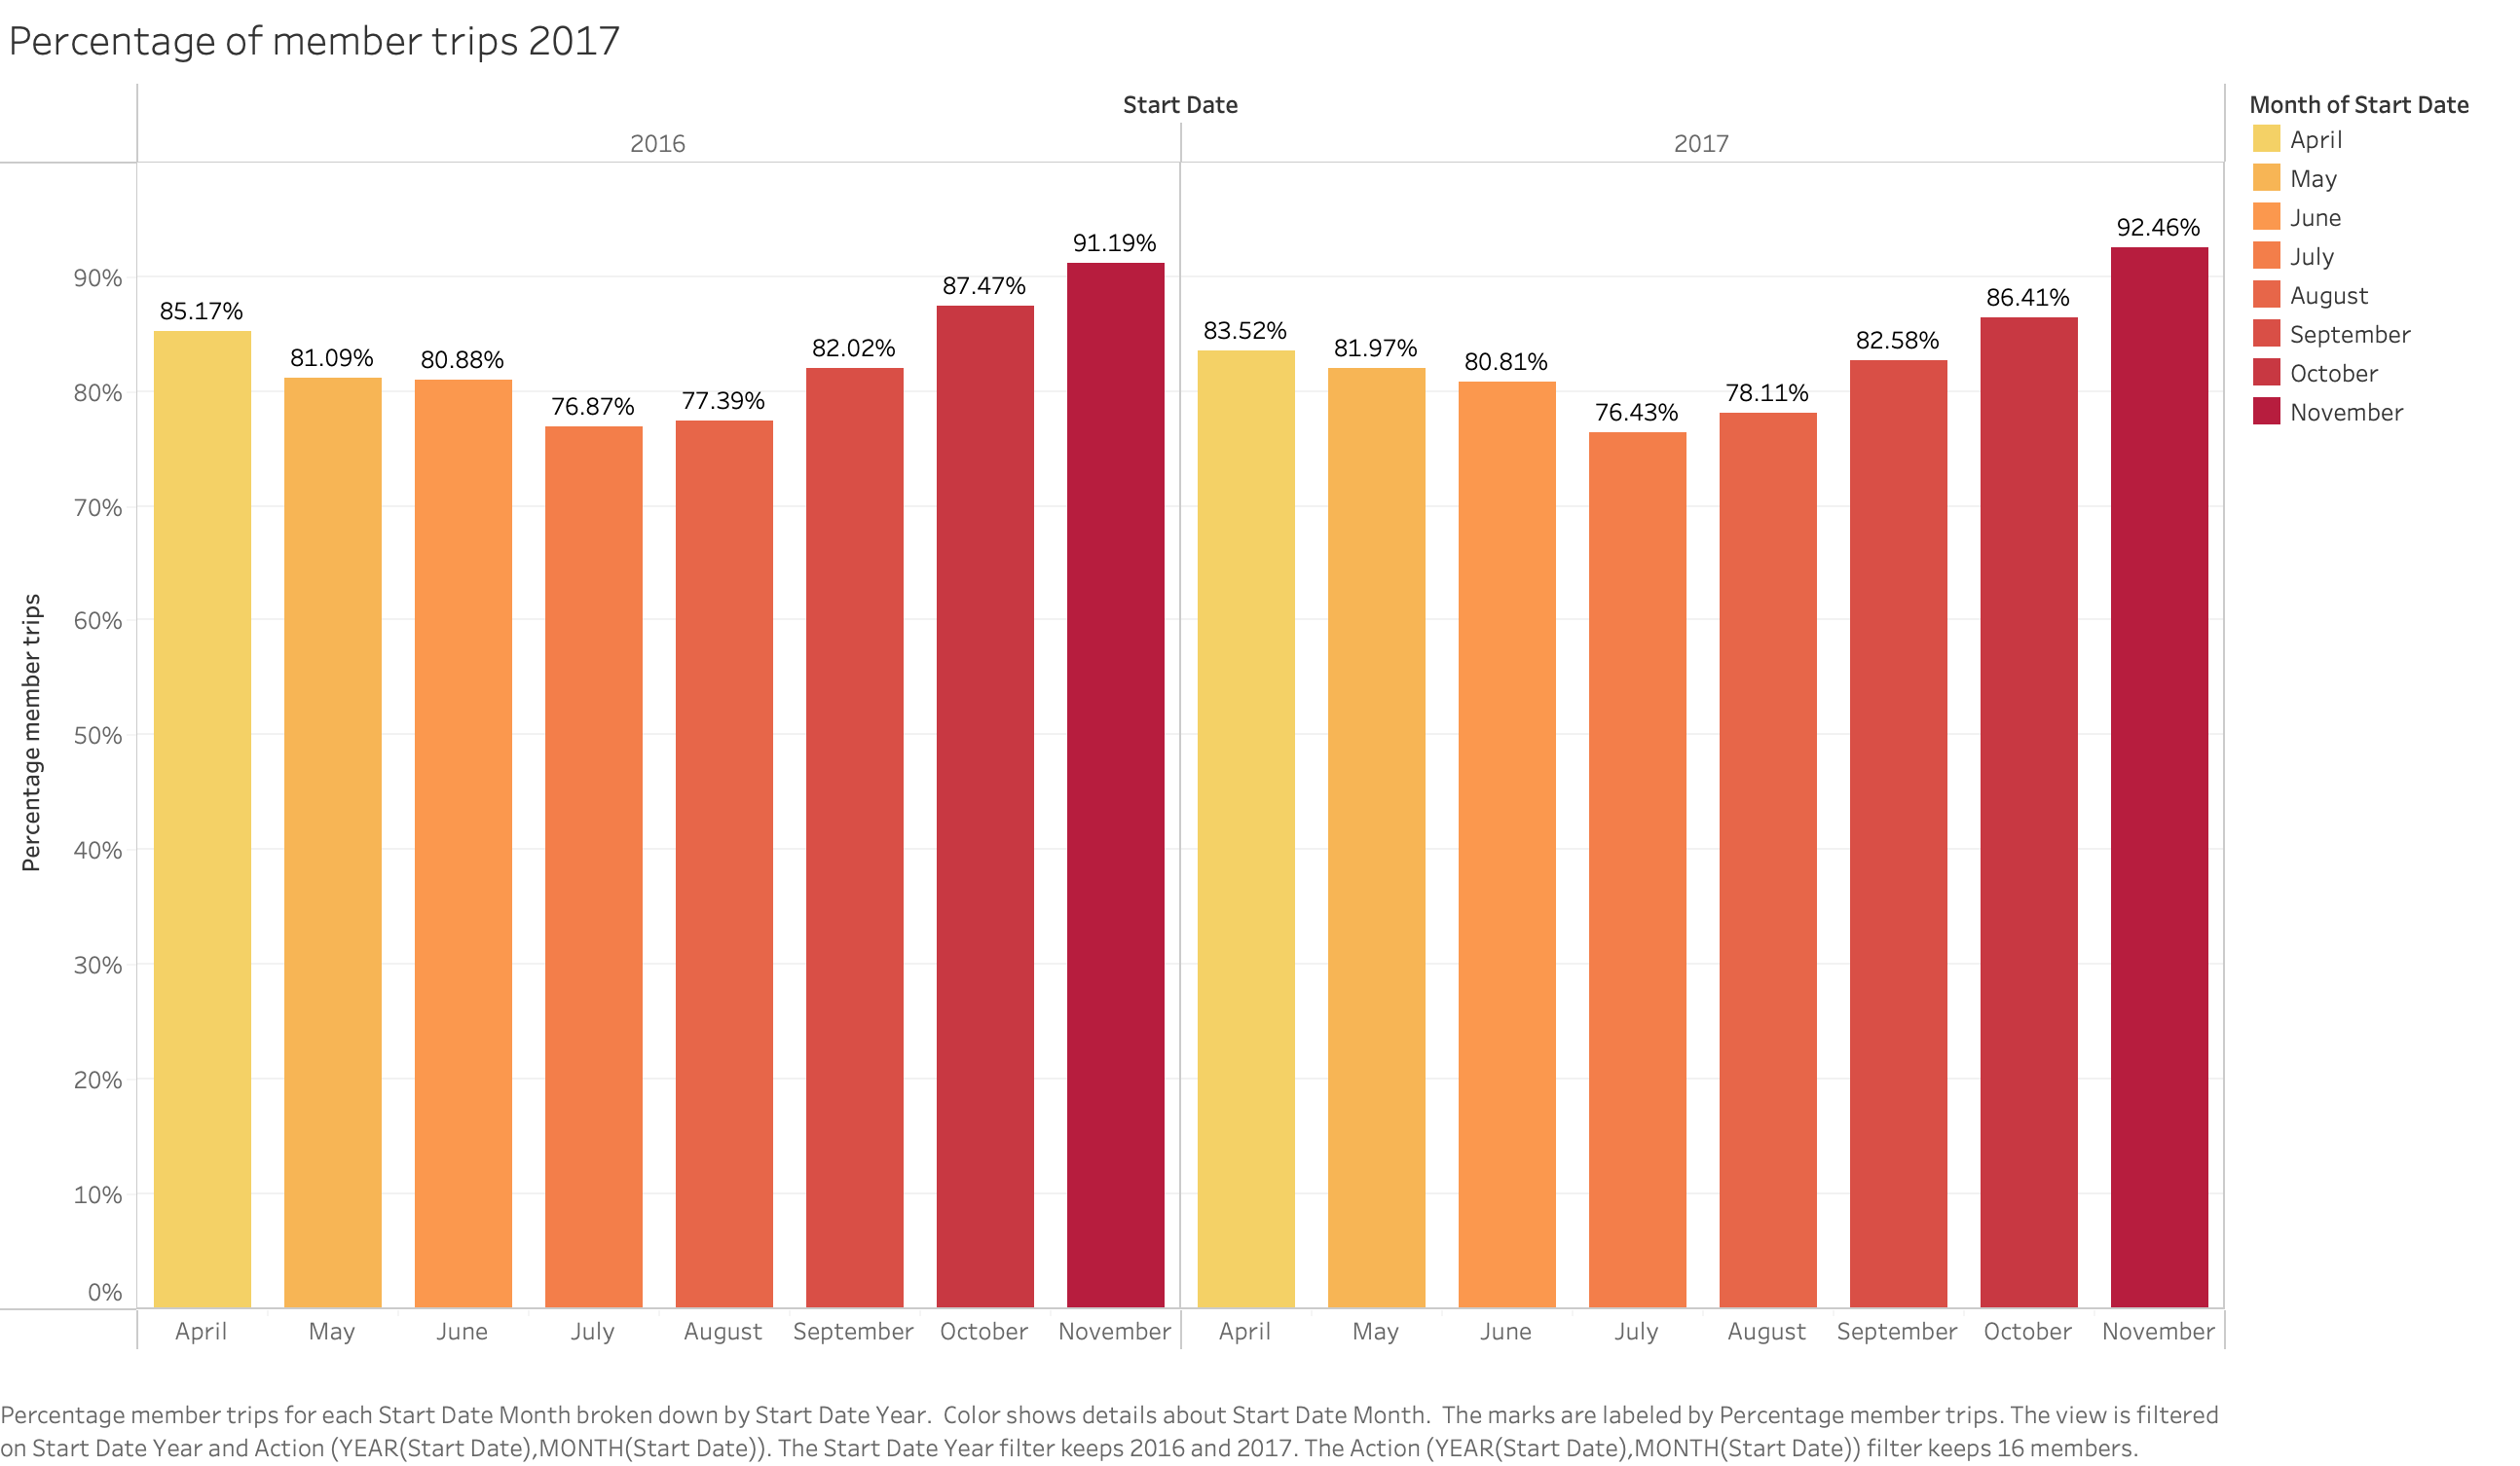 Percentage of member trips 2017
Start Date
2016 2017
Month of Start Date
April
May
June
July
August
September
October
November
Percentage member trips
90%
80%
70%
60%
50%
40%
30%
20%
10%
0%
85.17% 81.09% 80.88% 76.87% 77.39% 82.02% 87.47% 91.19% 83.52% 81.97% 80.81% 76.43% 78.11% 82.58% 86.41% 92.46%
April May June July August September October November April May June July August September October November
Percentage member trips for each Start Date Month broken down by Start Date Year.  Color shows details about Start Date Month.  The marks are labeled by Percentage member trips. The view is filtered
on Start Date Year and Action (YEAR(Start Date),MONTH(Start Date)). The Start Date Year filter keeps 2016 and 2017. The Action (YEAR(Start Date),MONTH(Start Date)) filter keeps 16 members.